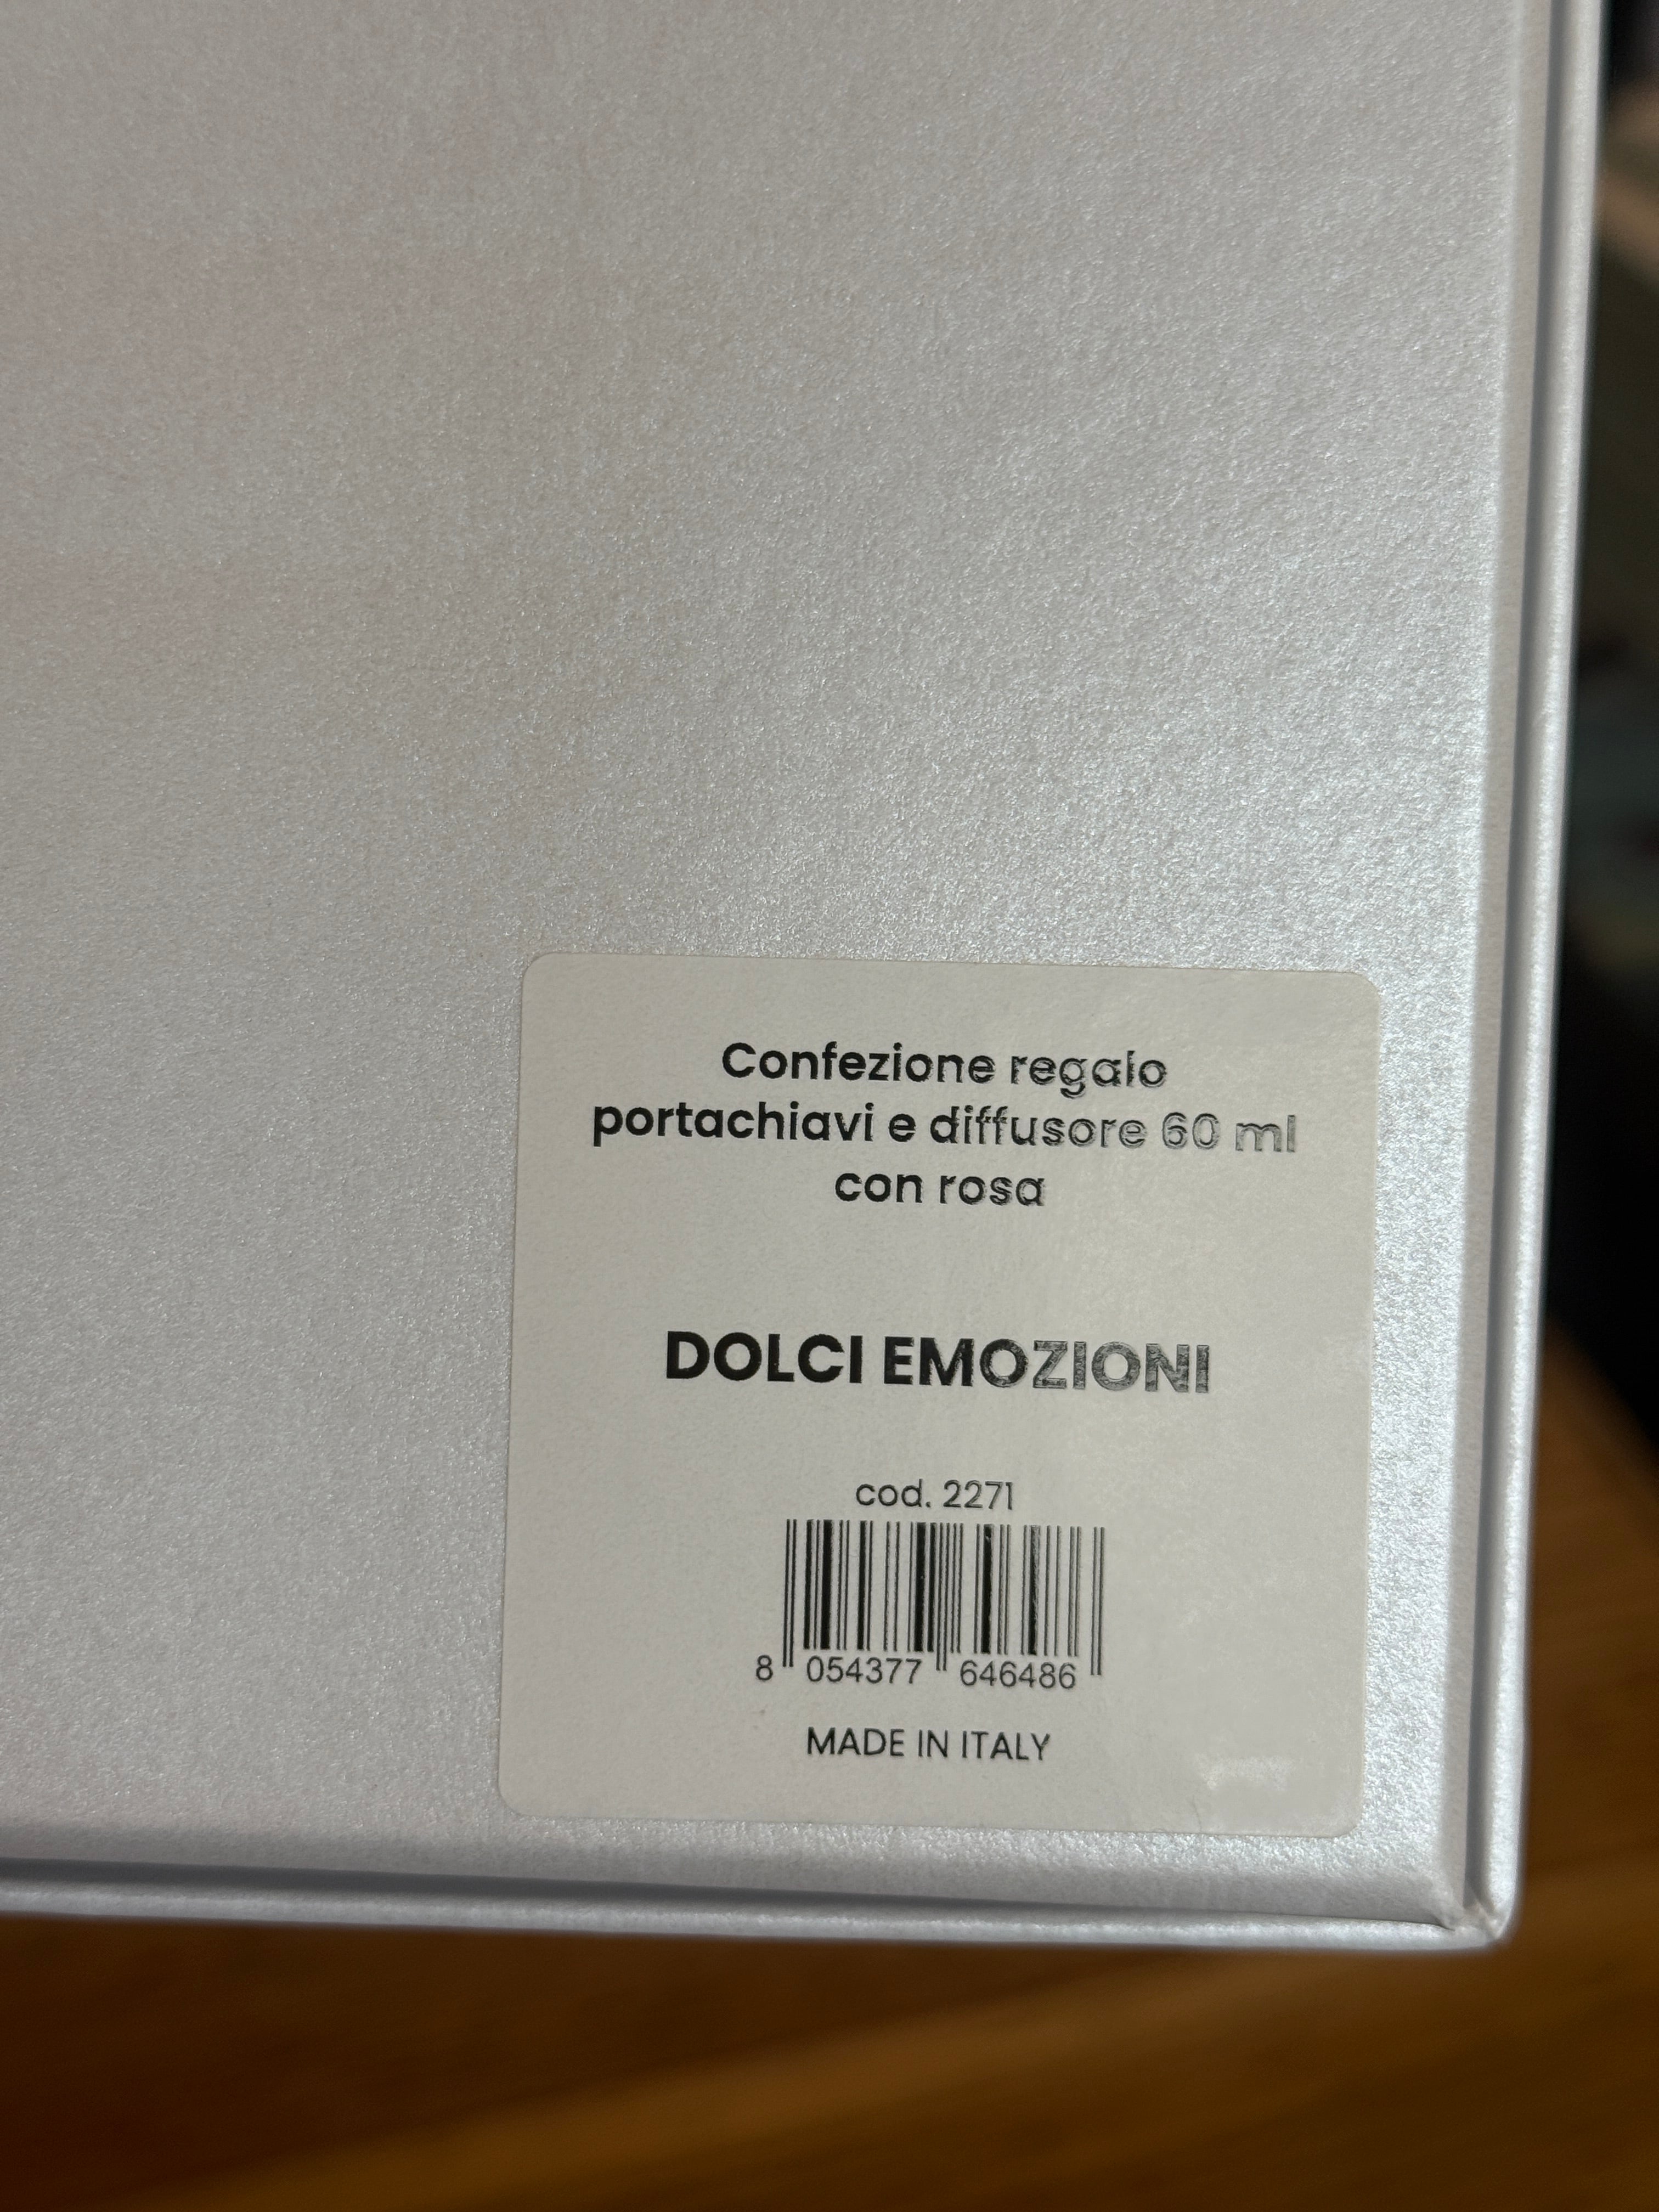 Confezione regalo
portachiavi e diffusore 60 ml
con rosa
DOLCI EMOZIONI
cod. 2271
8 054377 646486
MADE IN ITALY